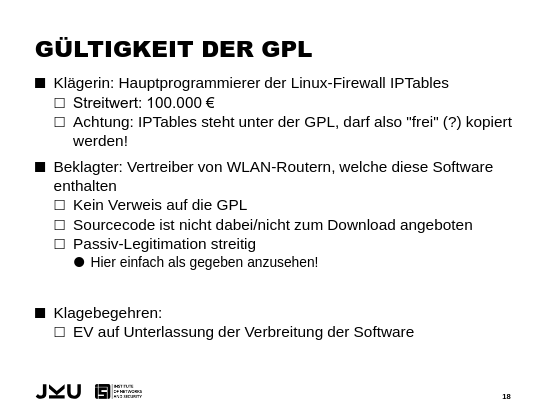 GÜLTIGKEIT DER GPL
Klägerin: Hauptprogrammierer der Linux-Firewall IPTables
Streitwert: 100.000 €
Achtung: IPTables steht unter der GPL, darf also "frei" (?) kopiert
werden!
Beklagter: Vertreiber von WLAN-Routern, welche diese Software
enthalten
Kein Verweis auf die GPL
Sourcecode ist nicht dabei/nicht zum Download angeboten
Passiv-Legitimation streitig
Hier einfach als gegeben anzusehen!
Klagebegehren:
EV auf Unterlassung der Verbreitung der Software
JKU
INSTITUTE
OF NETWORKS
AND SECURITY
18